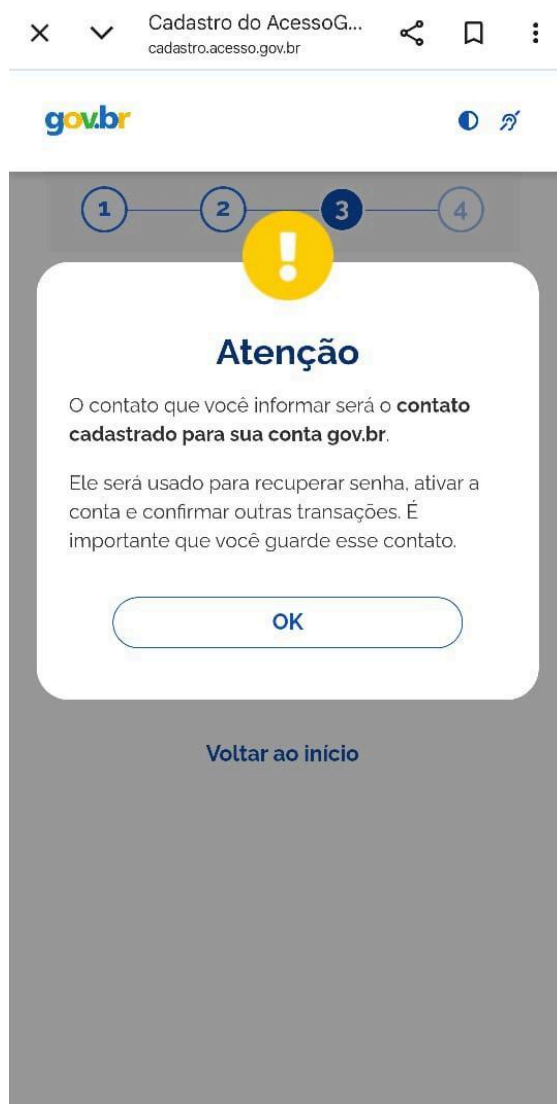 Cadastro do AcessoG...
cadastro.acesso.gov.br
gov.br
1 2 3 4
!
Atenção
O contato que você informar será o contato
cadastrado para sua conta gov.br.
Ele será usado para recuperar senha, ativar a
conta e confirmar outras transações. É
importante que você guarde esse contato.
OK
Voltar ao início